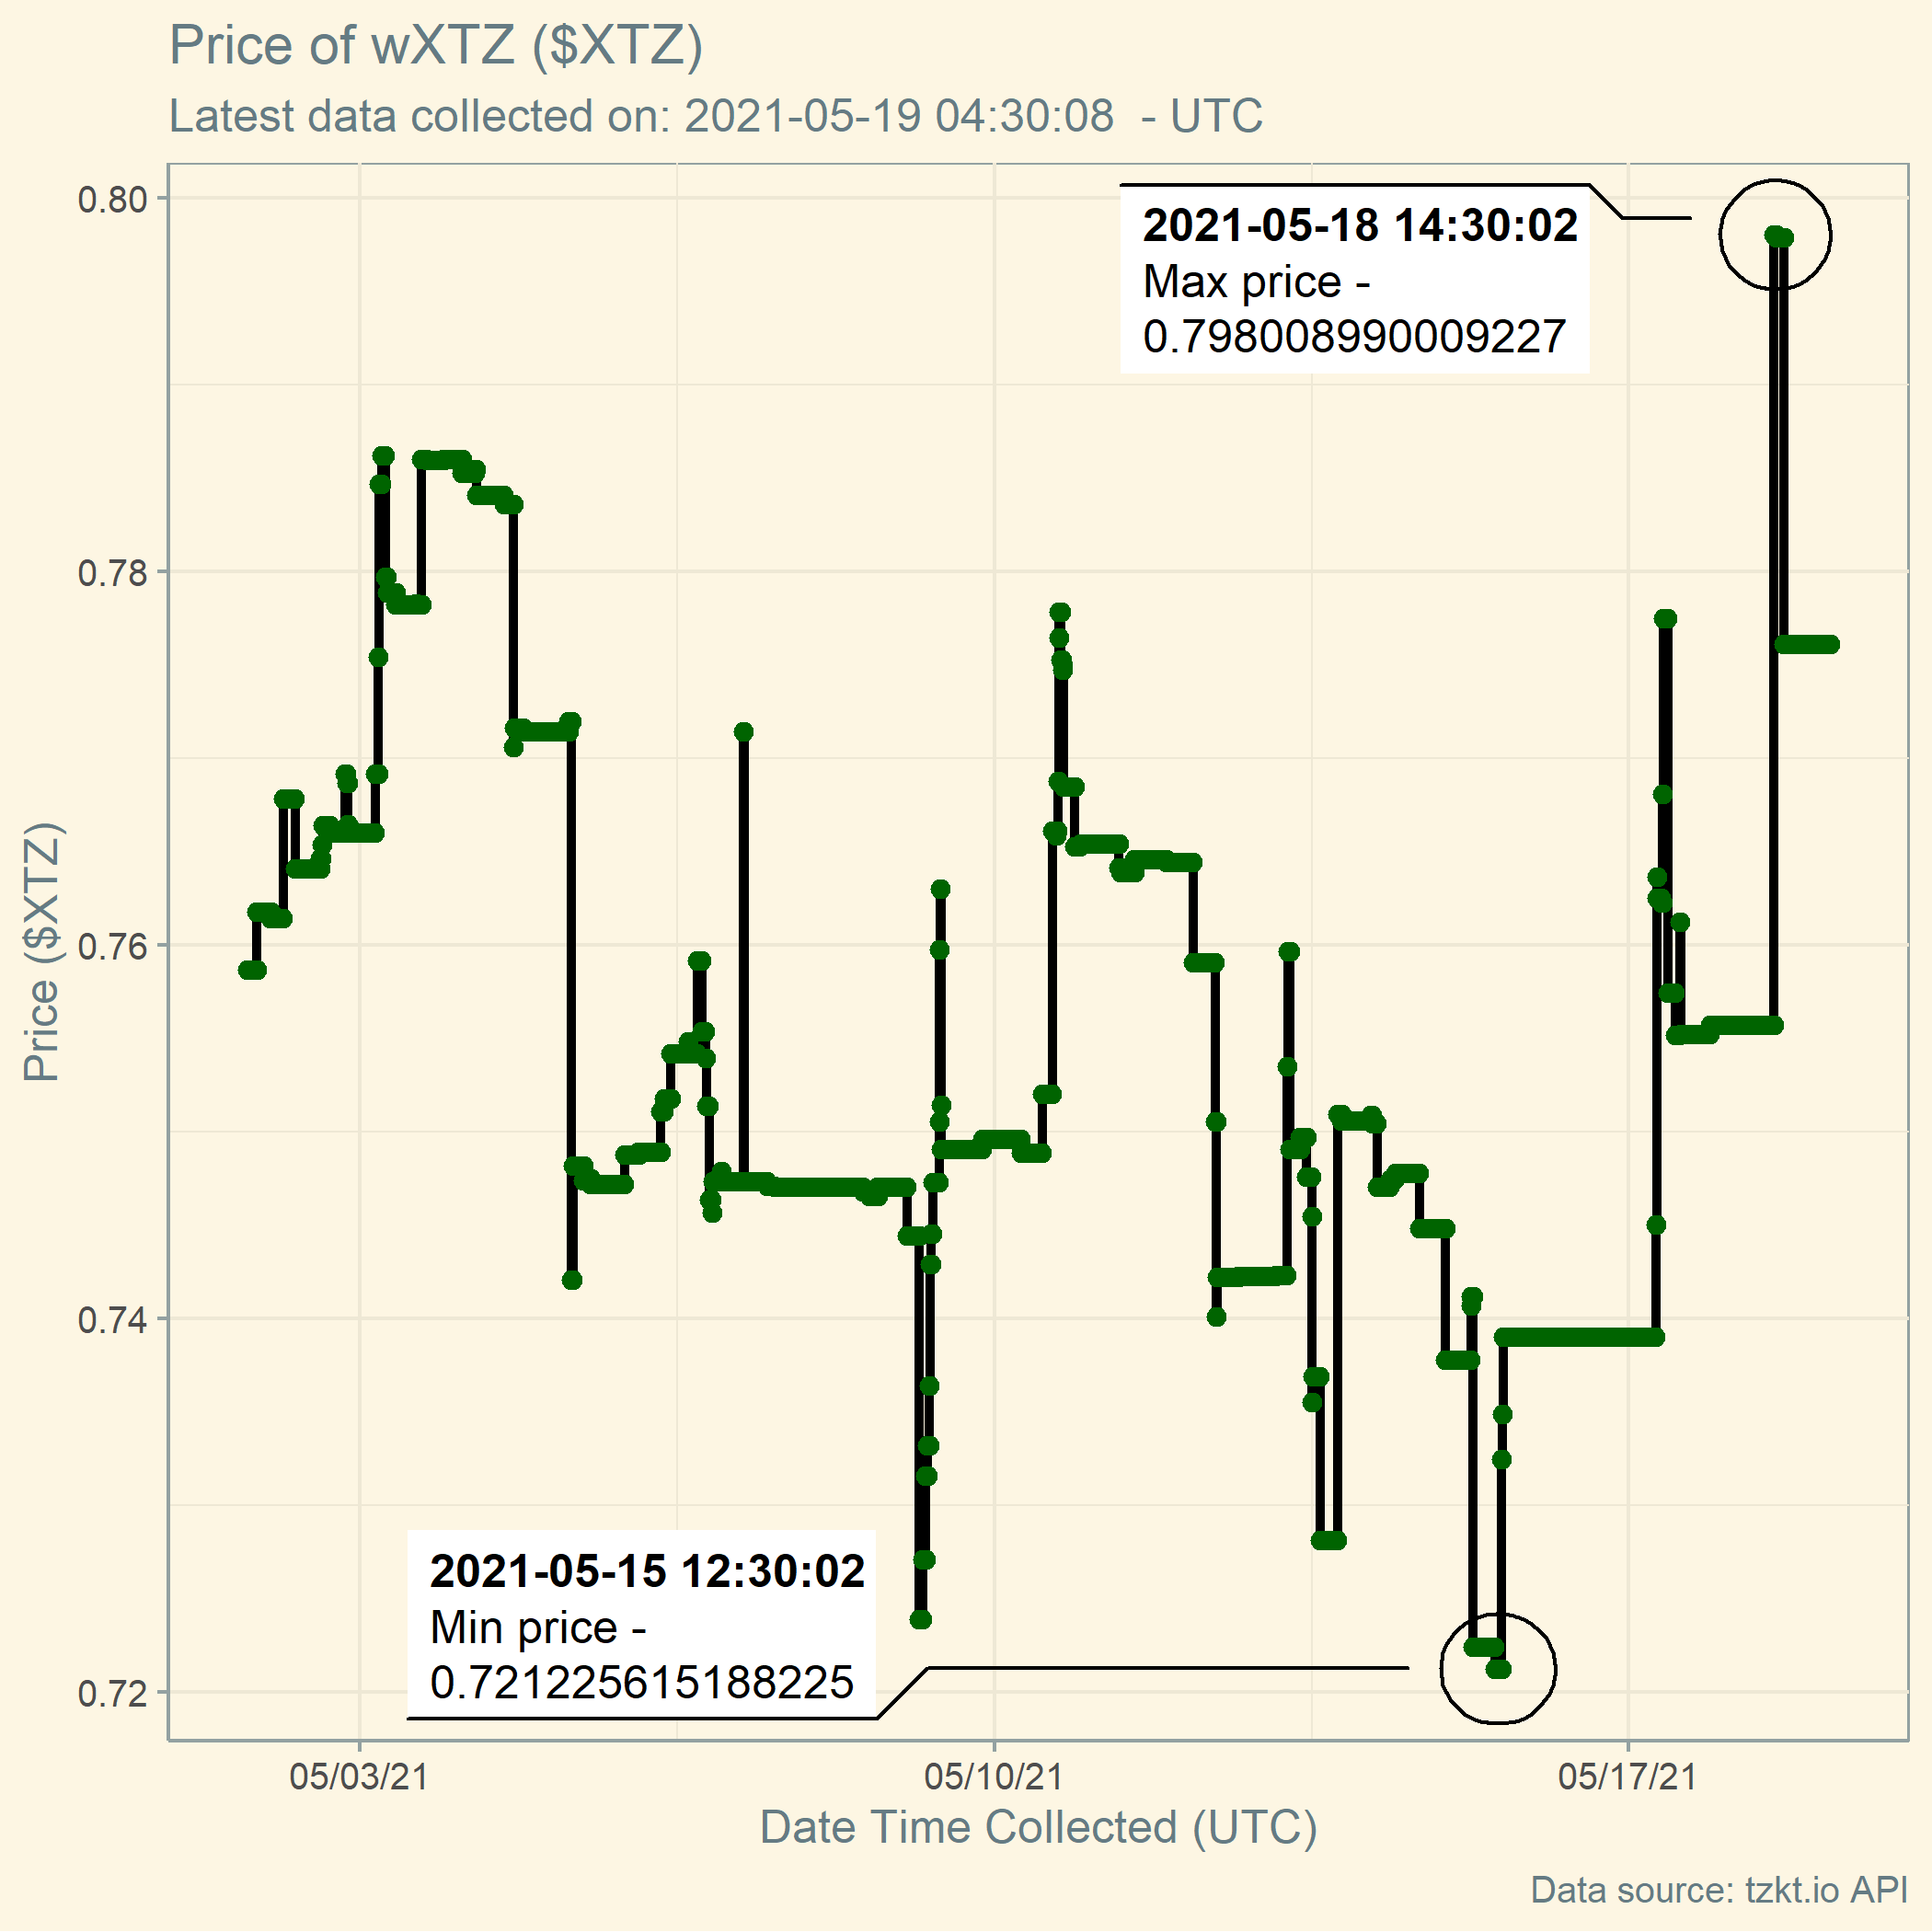 Price of wXTZ ($XTZ)
Latest data collected on: 2021-05-19 04:30:08  - UTC
0.80
0.78
0.76
0.74
0.72
Price ($XTZ)
2021-05-18 14:30:02
Max price -
0.798008990009227
2021-05-15 12:30:02
Min price -
0.721225615188225
05/03/21
05/10/21
05/17/21
Date Time Collected (UTC)
Data source: tzkt.io API